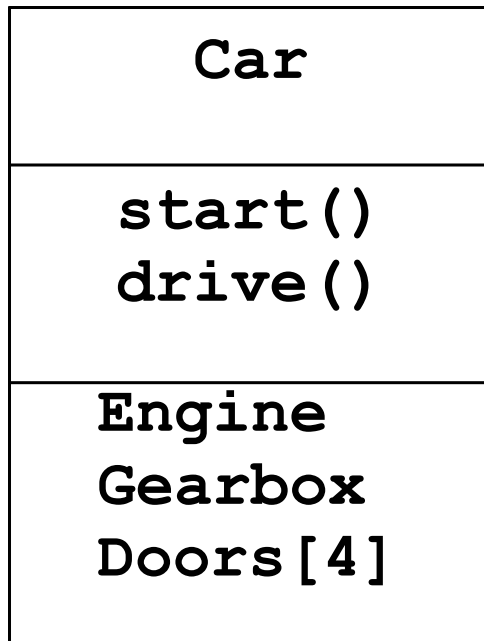 Car
start()
drive()
Engine
Gearbox
Doors[4]